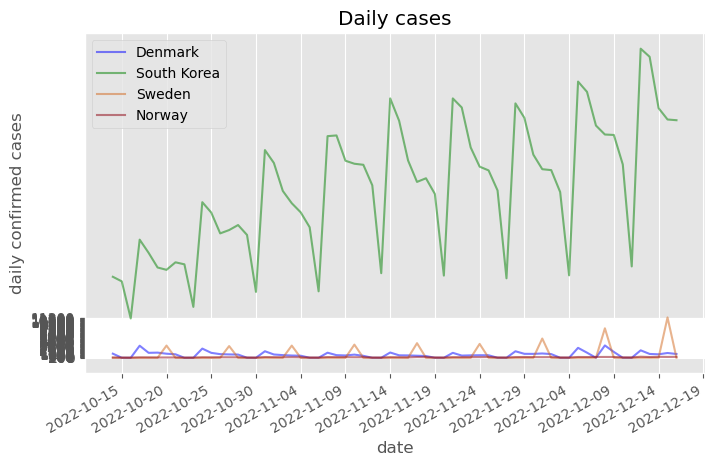 Daily cases
Denmark
South Korea
Sweden
Norway
daily confirmed cases
2022-10-15
2022-10-20
2022-10-25
2022-10-30
2022-11-04
2022-11-09
2022-11-14
2022-11-19
2022-11-24
2022-11-29
2022-12-04
2022-12-09
2022-12-14
2022-12-19
date